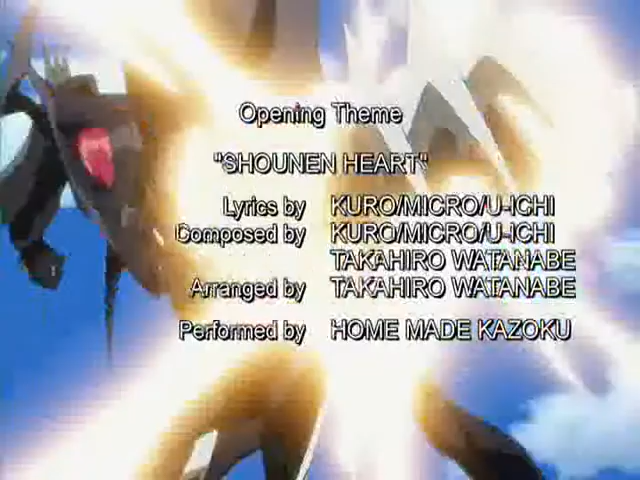 Opening Theme
"SHOUNEN HEART"
Lyrics by KURO/MICRO/U-ICHI
Composed by KURO/MICRO/U-ICHI
TAKAHIRO WATANABE
Arranged by TAKAHIRO WATANABE
Performed by HOME MADE KAZOKU